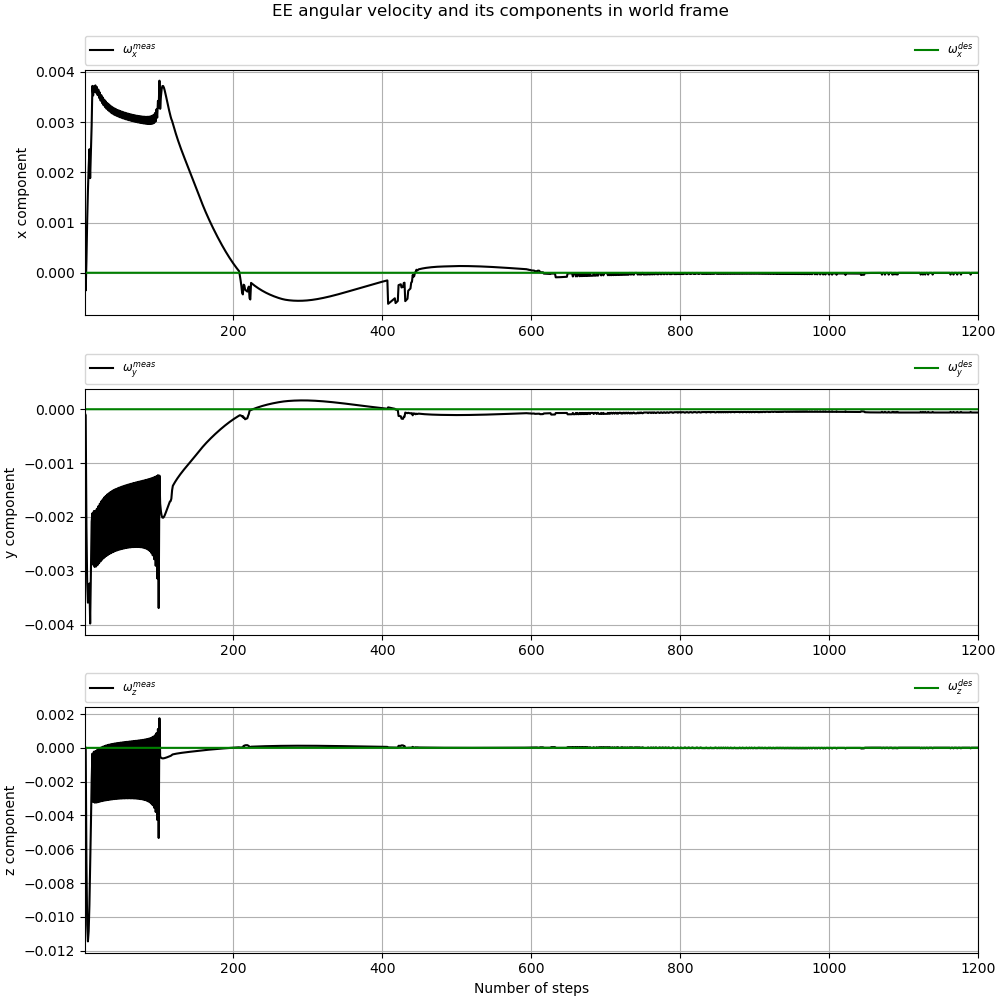 EE angular velocity and its components in world frame
ω_x^meas ω_x^des
0.004
0.003
0.002
0.001
0.000
x component
200 400 600 800 1000 1200
ω_y^meas ω_y^des
0.000
−0.001
−0.002
−0.003
−0.004
y component
200 400 600 800 1000 1200
ω_z^meas ω_z^des
0.002
0.000
−0.002
−0.004
−0.006
−0.008
−0.010
−0.012
z component
200 400 600 800 1000 1200
Number of steps